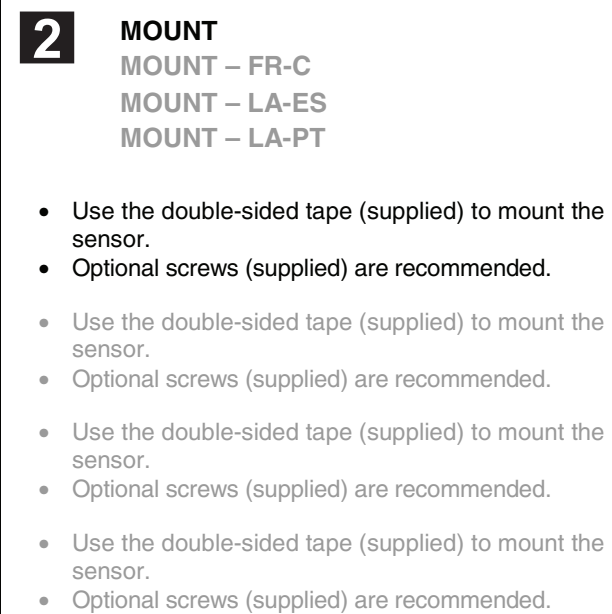 2 MOUNT
MOUNT – FR-C
MOUNT – LA-ES
MOUNT – LA-PT
• Use the double-sided tape (supplied) to mount the
sensor.
• Optional screws (supplied) are recommended.
• Use the double-sided tape (supplied) to mount the
sensor.
• Optional screws (supplied) are recommended.
• Use the double-sided tape (supplied) to mount the
sensor.
• Optional screws (supplied) are recommended.
• Use the double-sided tape (supplied) to mount the
sensor.
• Optional screws (supplied) are recommended.